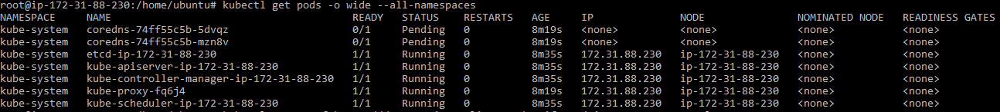 root@ip-172-31-88-230:/home/ubuntu# kubectl get pods -o wide --all-namespaces
NAMESPACE NAME READY STATUS RESTARTS AGE IP NODE NOMINATED NODE READINESS GATES
kube-system coredns-74ff55c5b-5dvqz 0/1 Pending 0 8m19s <none> <none> <none> <none>
kube-system coredns-74ff55c5b-mzn8v 0/1 Pending 0 8m19s <none> <none> <none> <none>
kube-system etcd-ip-172-31-88-230 1/1 Running 0 8m35s 172.31.88.230 ip-172-31-88-230 <none> <none>
kube-system kube-apiserver-ip-172-31-88-230 1/1 Running 0 8m35s 172.31.88.230 ip-172-31-88-230 <none> <none>
kube-system kube-controller-manager-ip-172-31-88-230 1/1 Running 0 8m35s 172.31.88.230 ip-172-31-88-230 <none> <none>
kube-system kube-proxy-fq6j4 1/1 Running 0 8m19s 172.31.88.230 ip-172-31-88-230 <none> <none>
kube-system kube-scheduler-ip-172-31-88-230 1/1 Running 0 8m35s 172.31.88.230 ip-172-31-88-230 <none> <none>